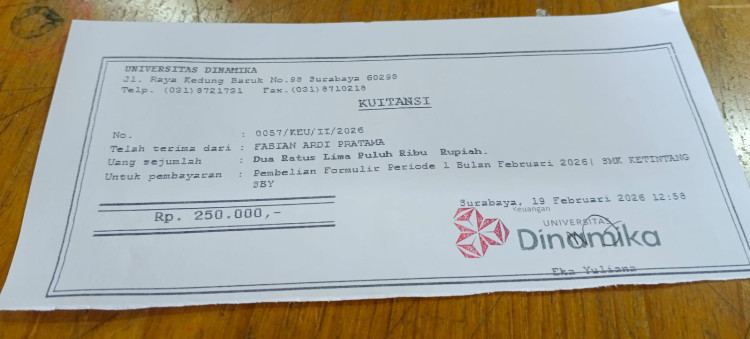 UNIVERSITAS DINAMIKA
Jl. Raya Kedung Baruk No.98 Surabaya 60298
Telp. (031)8721731 Fax.(031)8710218
KUITANSI
No. : 0057/KEU/II/2026
Telah terima dari : FABIAN ARDI PRATAMA
Uang sejumlah : Dua Ratus Lima Puluh Ribu Rupiah.
Untuk pembayaran : Pembelian Formulir Periode 1 Bulan Februari 2026| SMK KETINTANG
SBY
Surabaya, 19 Februari 2026 12:58
Rp. 250.000,-
Keuangan
UNIVERSITAS
Dinamika
Eka Yuliana